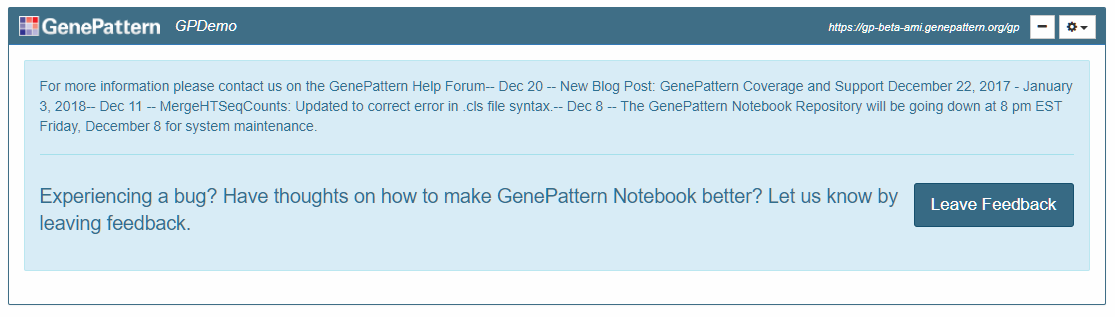 GenePattern GPDemo https://gp-beta-ami.genepattern.org/gp
For more information please contact us on the GenePattern Help Forum-- Dec 20 -- New Blog Post: GenePattern Coverage and Support December 22, 2017 - January
3, 2018-- Dec 11 -- MergeHTSeqCounts: Updated to correct error in .cls file syntax.-- Dec 8 -- The GenePattern Notebook Repository will be going down at 8 pm EST
Friday, December 8 for system maintenance.
Experiencing a bug? Have thoughts on how to make GenePattern Notebook better? Let us know by
leaving feedback.
Leave Feedback